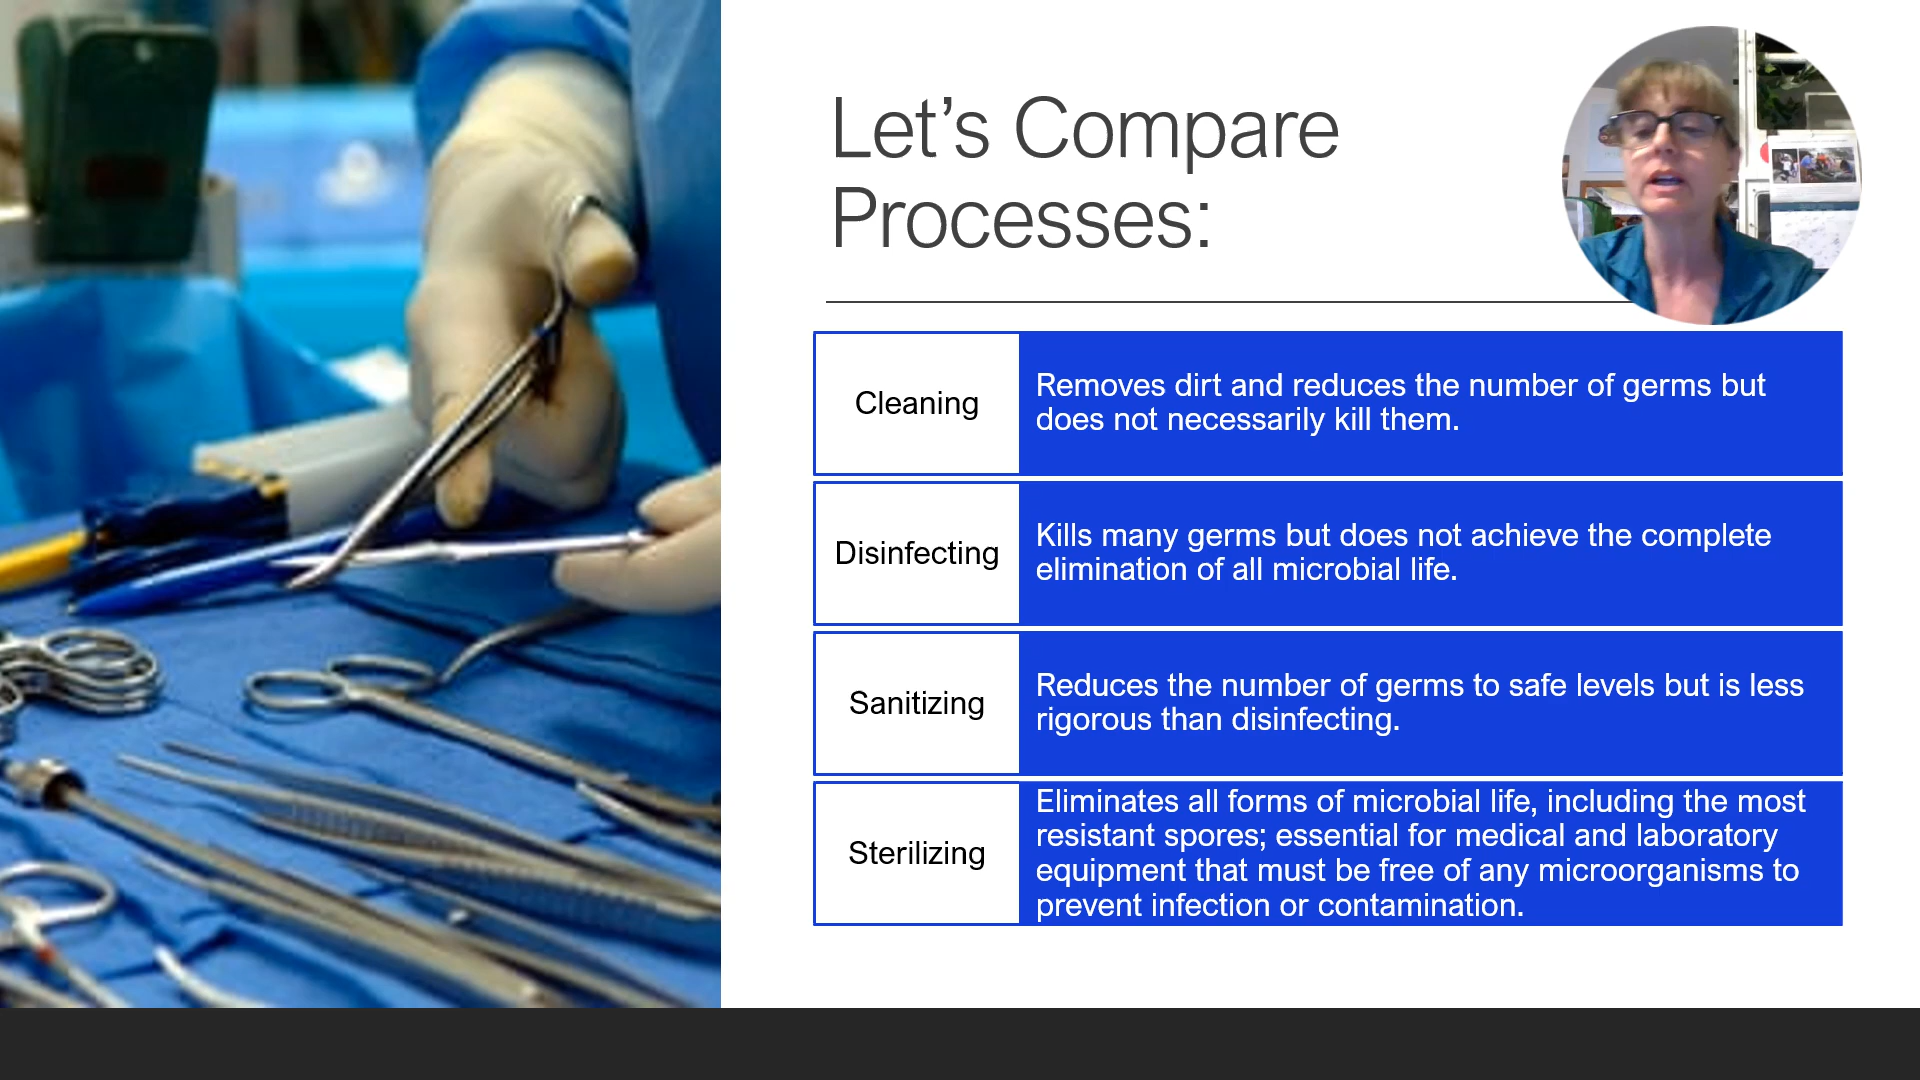 Let’s Compare
Processes:
Cleaning
Removes dirt and reduces the number of germs but
does not necessarily kill them.
Disinfecting
Kills many germs but does not achieve the complete
elimination of all microbial life.
Sanitizing
Reduces the number of germs to safe levels but is less
rigorous than disinfecting.
Sterilizing
Eliminates all forms of microbial life, including the most
resistant spores; essential for medical and laboratory
equipment that must be free of any microorganisms to
prevent infection or contamination.